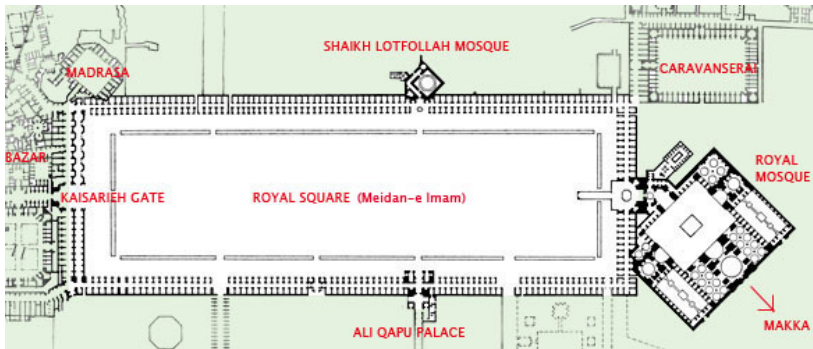 SHAIKH LOTFOLLAH MOSQUE
MADRASA
CARAVANSERAI
BAZAR
ROYAL
MOSQUE
KAISARIEH GATE
ROYAL SQUARE (Meidan-e Imam)
MAKKA
ALI QAPU PALACE